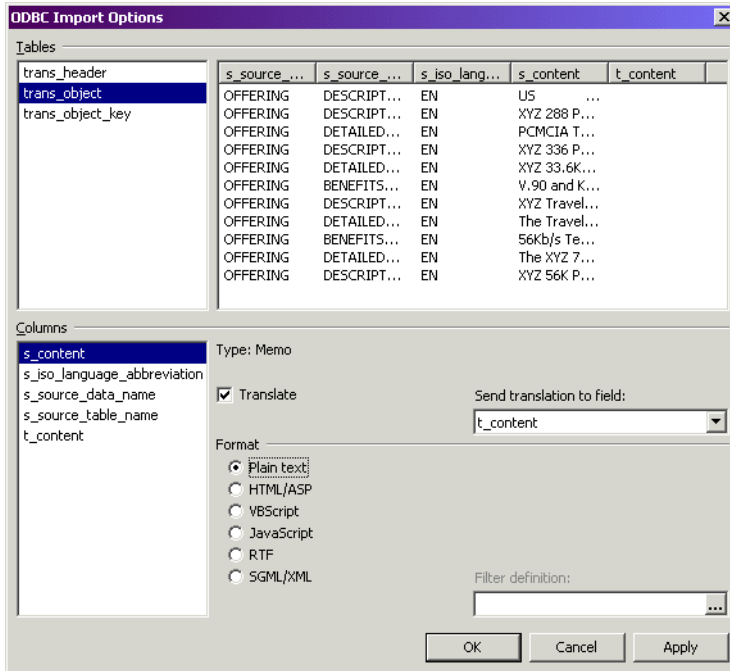 ODBC Import Options
Tables
trans_header
trans_object
trans_object_key
s_source_... s_source_... s_iso_lang... s_content t_content
OFFERING DESCRIPT... EN US ...
OFFERING DESCRIPT... EN XYZ 288 P...
OFFERING DETAILED... EN PCMCIA T...
OFFERING DESCRIPT... EN XYZ 336 P...
OFFERING DETAILED... EN XYZ 33.6K...
OFFERING BENEFITS... EN V.90 and K...
OFFERING DESCRIPT... EN XYZ Travel...
OFFERING DETAILED... EN The Travel...
OFFERING BENEFITS... EN 56Kb/s Te...
OFFERING DETAILED... EN The XYZ 7...
OFFERING DESCRIPT... EN XYZ 56K P...
Columns
s_content
s_iso_language_abbreviation
s_source_data_name
s_source_table_name
t_content
Type: Memo
Translate
Send translation to field:
t_content
Format
Plain text
HTML/ASP
VBScript
JavaScript
RTF
SGML/XML
Filter definition:
...
OK Cancel Apply